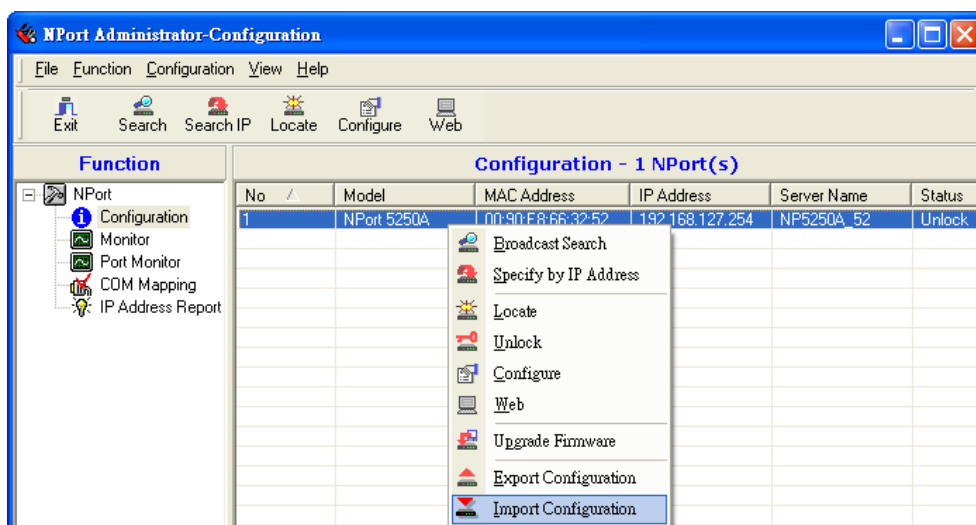 NPort Administrator-Configuration
File Function Configuration View Help
Exit Search Search IP Locate Configure Web
Function
Configuration - 1 NPort(s)
NPort
Configuration
Monitor
Port Monitor
COM Mapping
IP Address Report
No Model MAC Address IP Address Server Name Status
1 NPort 5250A 00:90:E8:66:32:52 192.168.127.254 NP5250A_52 Unlock
Broadcast Search
Specify by IP Address
Locate
Unlock
Configure
Web
Upgrade Firmware
Export Configuration
Import Configuration